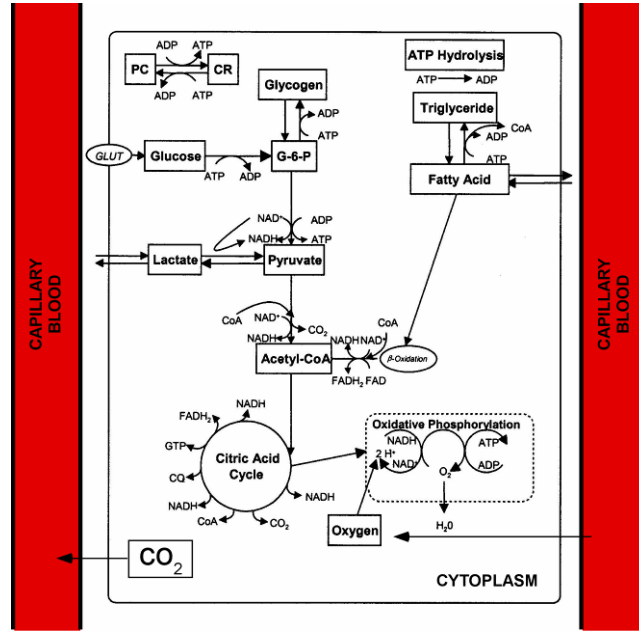 CAPILLARY
BLOOD
ADP
ATP
PC
CR
ADP
ATP
Glycogen
ADP
ATP
GLUT
Glucose
G-6-P
ATP
ADP
ATP Hydrolysis
ATP
ADP
Triglyceride
CoA
ADP
ATP
Fatty Acid
NAD⁺
ADP
NADH
ATP
Lactate
Pyruvate
CoA
NAD⁺
CO₂
NADH
Acetyl-CoA
NADH
NAD⁺
CoA
FADH₂
FAD
β-Oxidation
NADH
FADH₂
GTP
CQ
NADH
CoA
CO₂
NADH
Citric Acid
Cycle
Oxidative Phosphorylation
NADH
2 H⁺
NAD⁺
O₂
ATP
ADP
H₂0
Oxygen
CO₂
CYTOPLASM
CAPILLARY
BLOOD